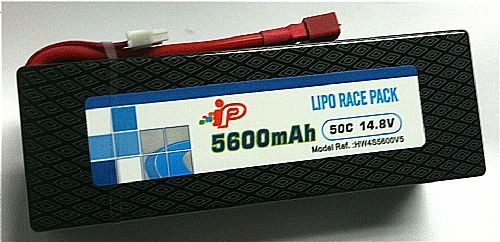 iP
LIPO RACE PACK
5600mAh
50C 14.8V
Model Ref. :HW4S5600V5